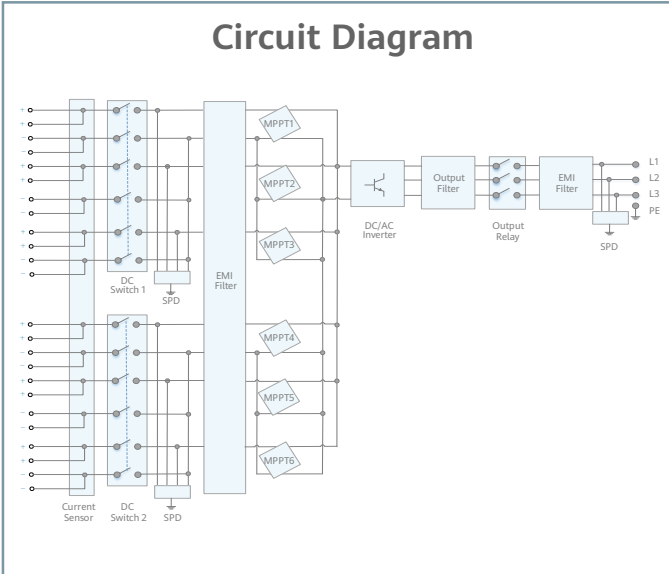 Circuit Diagram
+
+
−
−
+
+
−
−
+
+
−
−
DC
Switch 1
SPD
+
+
−
−
+
+
−
−
+
+
−
−
Current
Sensor
DC
Switch 2
SPD
EMI
Filter
MPPT1
MPPT2
MPPT3
MPPT4
MPPT5
MPPT6
DC/AC
Inverter
Output
Filter
Output
Relay
EMI
Filter
SPD
L1
L2
L3
PE